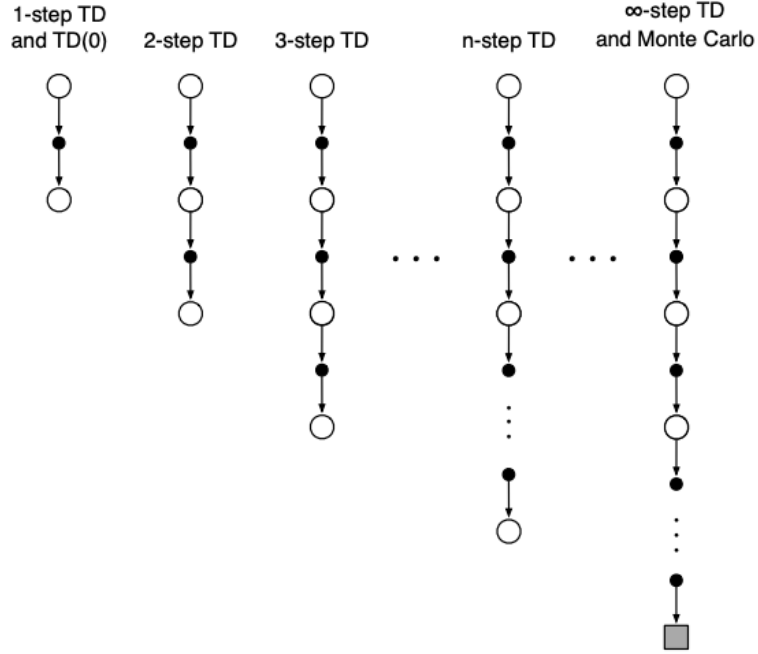 1-step TD
and TD(0)
2-step TD
3-step TD
n-step TD
∞-step TD
and Monte Carlo